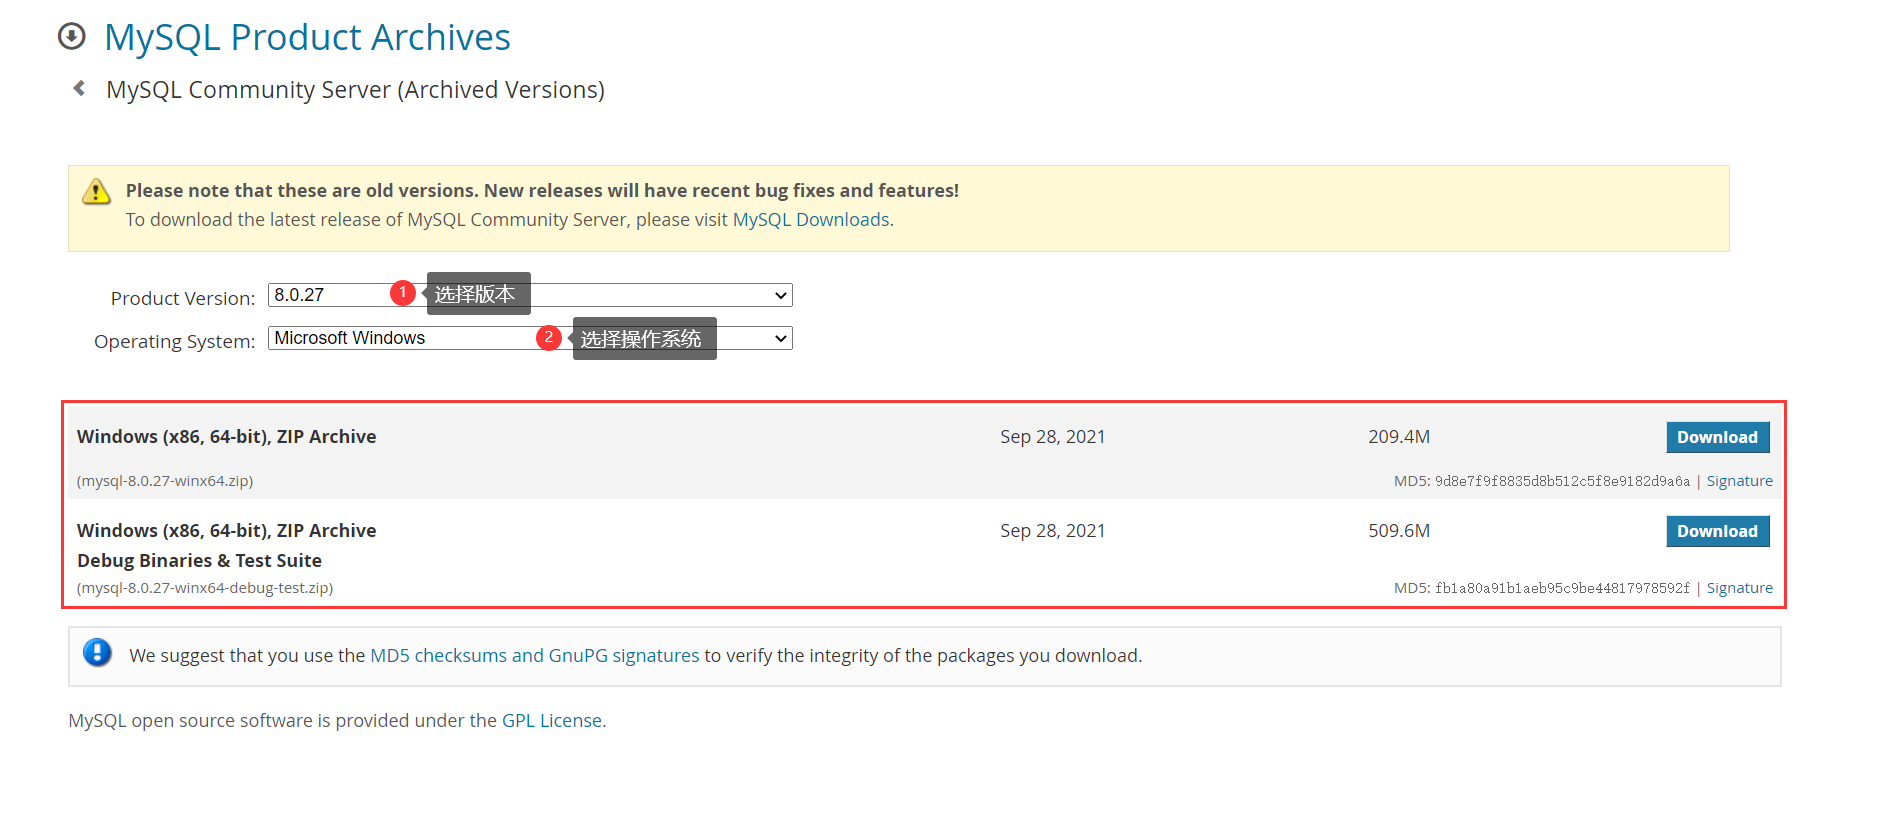 MySQL Product Archives
MySQL Community Server (Archived Versions)
Please note that these are old versions. New releases will have recent bug fixes and features!
To download the latest release of MySQL Community Server, please visit MySQL Downloads.
Product Version: 8.0.27 1 选择版本
Operating System: Microsoft Windows 2 选择操作系统
Windows (x86, 64-bit), ZIP Archive Sep 28, 2021 209.4M Download
(mysql-8.0.27-winx64.zip) MD5: 9d8e7f9f8835d8b512c5f8e9182d9a6a | Signature
Windows (x86, 64-bit), ZIP Archive Sep 28, 2021 509.6M Download
Debug Binaries & Test Suite
(mysql-8.0.27-winx64-debug-test.zip) MD5: fb1a80a91b1aeb95c9be44817978592f | Signature
We suggest that you use the MD5 checksums and GnuPG signatures to verify the integrity of the packages you download.
MySQL open source software is provided under the GPL License.